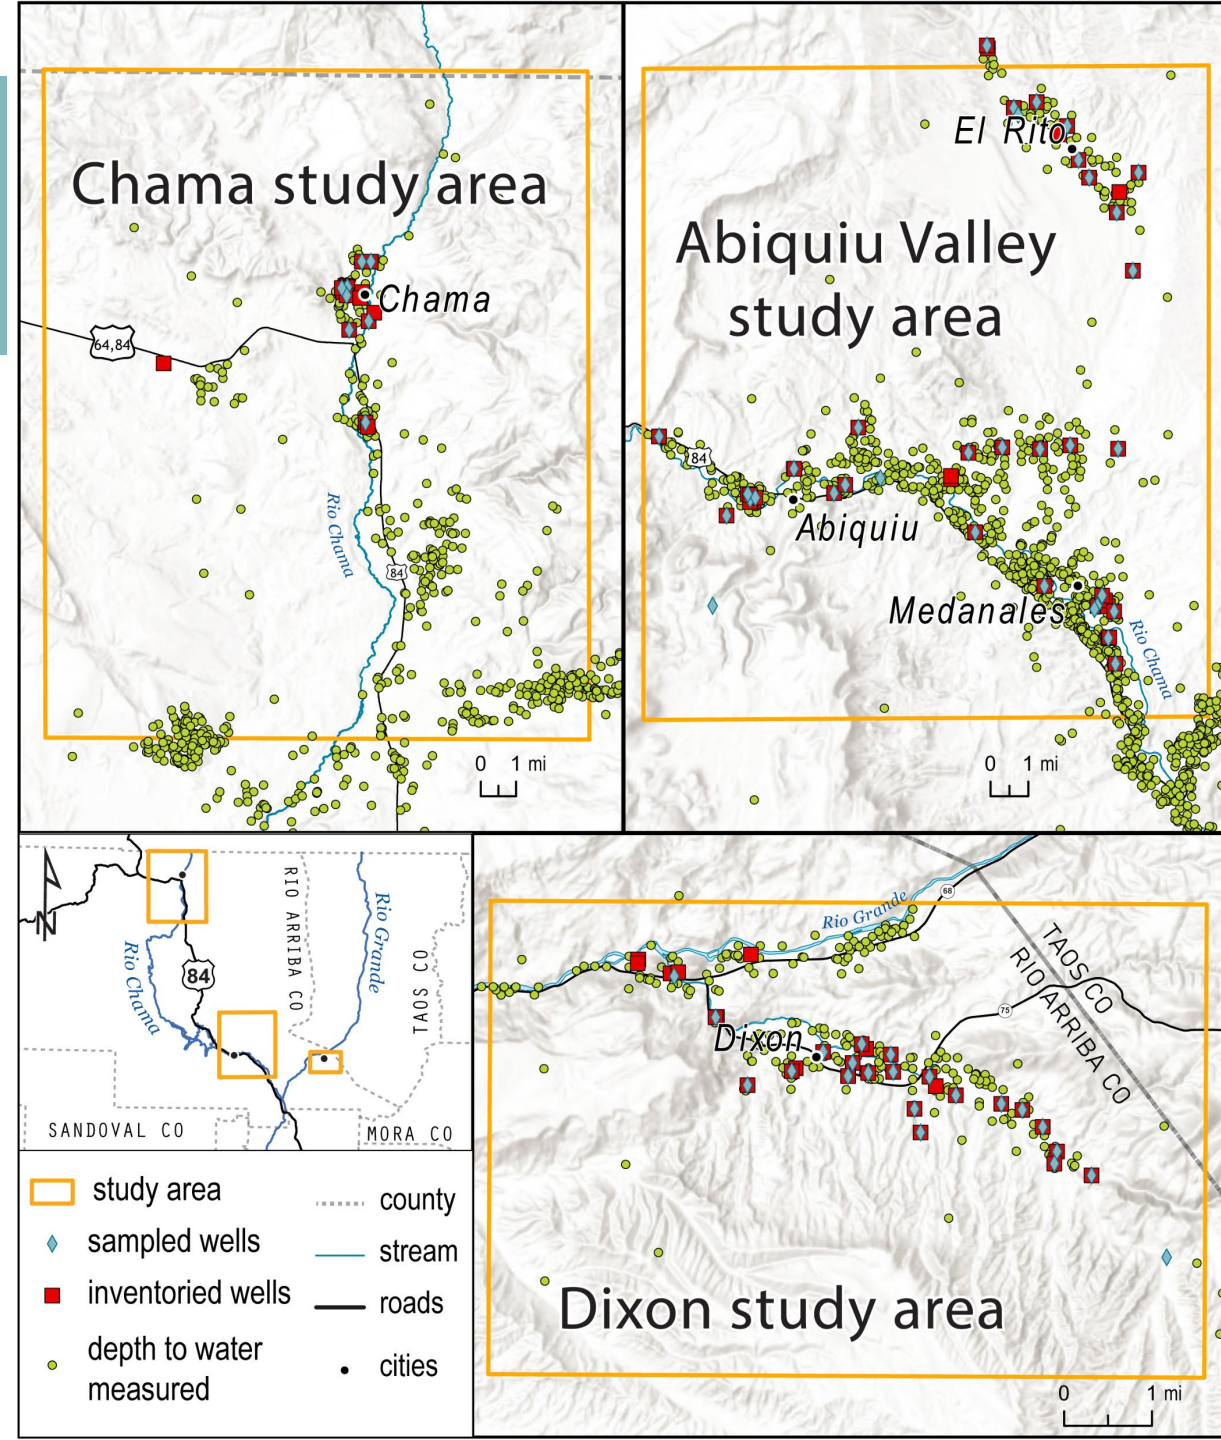 Chama study area
Chama
64,84
Rio Chama
84
0 1 mi
El Rito
Abiquiu Valley
study area
84
Abiquiu
Medanales
Rio Chama
0 1 mi
N
RIO ARRIBA CO
Rio Grande
TAOS CO
Rio Chama
84
SANDOVAL CO
MORA CO
Rio Grande
68
TAOS CO
RIO ARRIBA CO
75
Dixon
Dixon study area
0 1 mi
study area
sampled wells
inventoried wells
depth to water
measured
county
stream
roads
cities